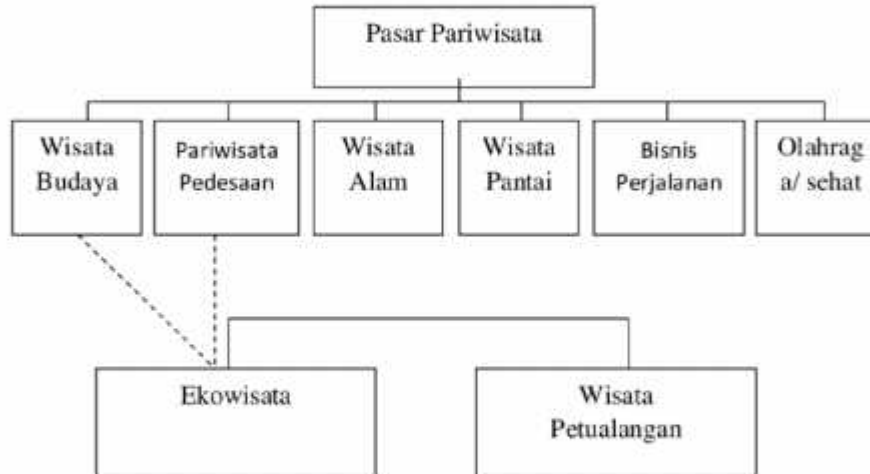 Pasar Pariwisata
Wisata
Budaya
Pariwisata
Pedesaan
Wisata
Alam
Wisata
Pantai
Bisnis
Perjalanan
Olahrag
a/ sehat
Ekowisata
Wisata
Petualangan